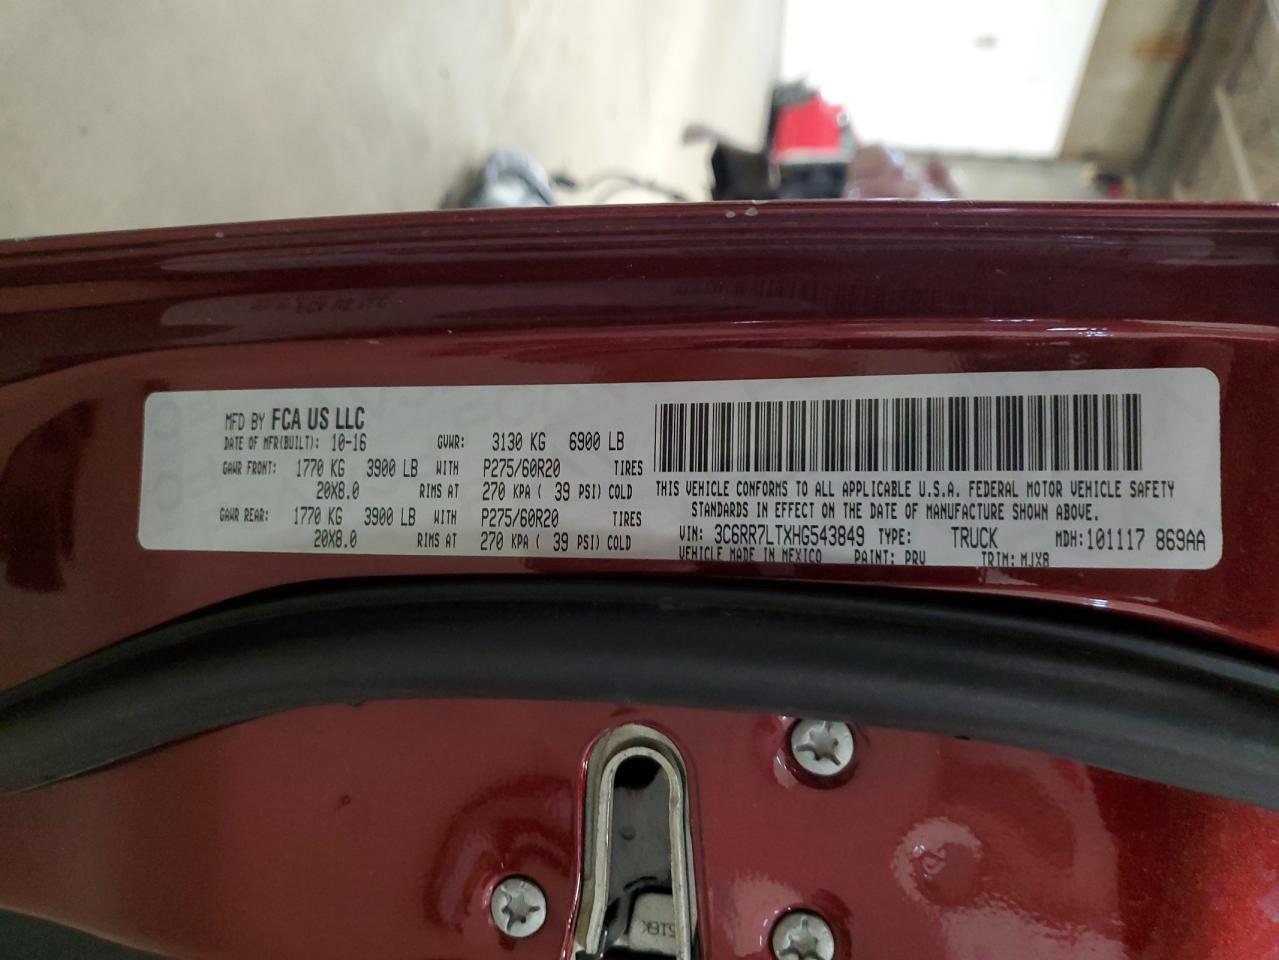 MFD BY FCA US LLC
DATE OF MFR(BUILT): 10-16 GVWR: 3130 KG 6900 LB
GAWR FRONT: 1770 KG 3900 LB WITH P275/60R20 TIRES
20X8.0 RIMS AT 270 KPA ( 39 PSI) COLD
GAWR REAR: 1770 KG 3900 LB WITH P275/60R20 TIRES
20X8.0 RIMS AT 270 KPA ( 39 PSI) COLD
THIS VEHICLE CONFORMS TO ALL APPLICABLE U.S.A. FEDERAL MOTOR VEHICLE SAFETY
STANDARDS IN EFFECT ON THE DATE OF MANUFACTURE SHOWN ABOVE.
VIN: 3C6RR7LTXHG543849 TYPE: TRUCK MDH:101117 869AA
VEHICLE MADE IN MEXICO PAINT: PRV TRIM: MJX8